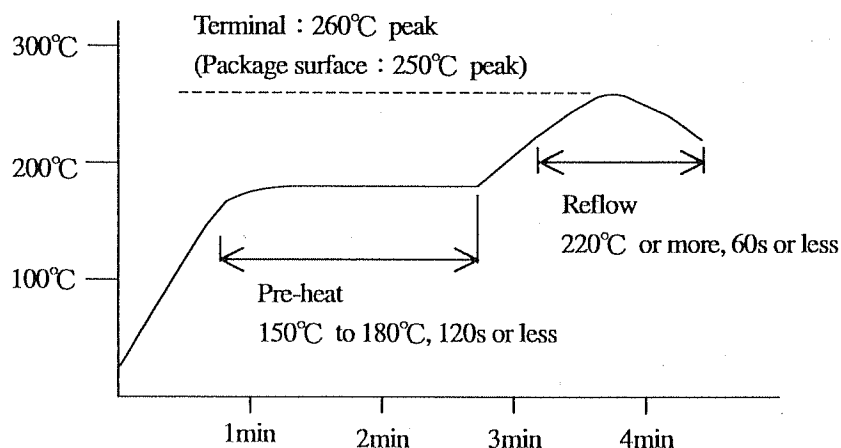 Terminal : 260℃ peak
(Package surface : 250℃ peak)
300℃
200℃
100℃
Reflow
220℃ or more, 60s or less
Pre-heat
150℃ to 180℃, 120s or less
1min
2min
3min
4min